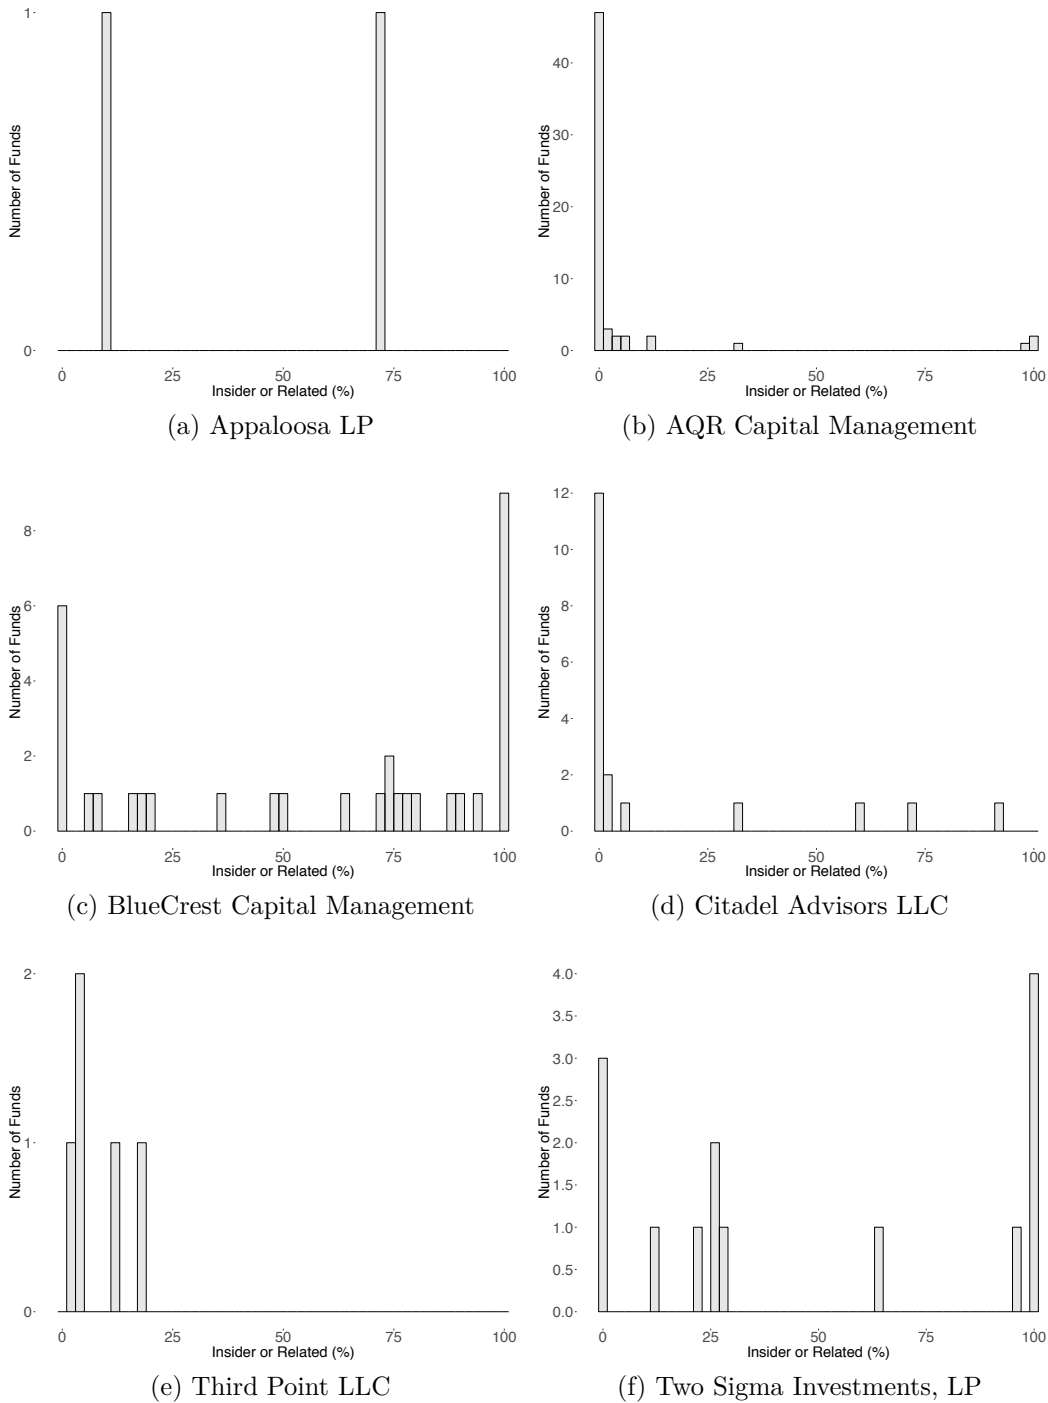 Number of Funds
1-
0-
0 25 50 75 100
Insider or Related (%)
(a) Appaloosa LP
Number of Funds
40-
30-
20-
10-
0-
0 25 50 75 100
Insider or Related (%)
(b) AQR Capital Management
Number of Funds
8-
6-
4-
2-
0-
0 25 50 75 100
Insider or Related (%)
(c) BlueCrest Capital Management
Number of Funds
12-
10-
8-
6-
4-
2-
0-
0 25 50 75 100
Insider or Related (%)
(d) Citadel Advisors LLC
Number of Funds
2-
1-
0-
0 25 50 75 100
Insider or Related (%)
(e) Third Point LLC
Number of Funds
4.0-
3.5-
3.0-
2.5-
2.0-
1.5-
1.0-
0.5-
0.0-
0 25 50 75 100
Insider or Related (%)
(f) Two Sigma Investments, LP